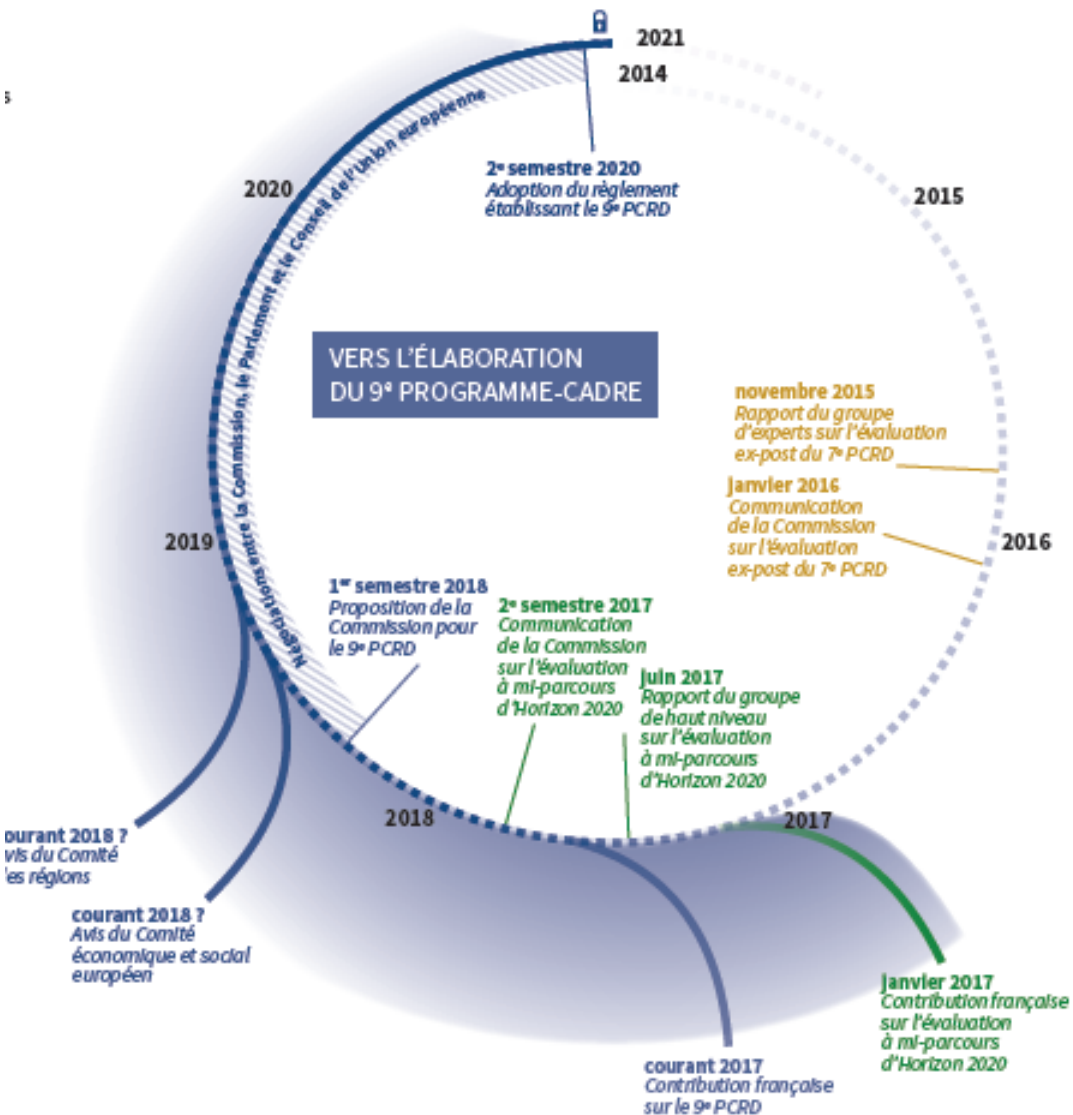 2021
2014
s
2020
2015
2e semestre 2020
Adoption du règlement
établissant le 9e PCRD
Négociations entre la Commission, le Parlement et le Conseil de l'Union européenne
VERS L'ÉLABORATION
DU 9e PROGRAMME-CADRE
novembre 2015
Rapport du groupe
d'experts sur l'évaluation
ex-post du 7e PCRD
janvier 2016
Communication
de la Commission
sur l'évaluation
ex-post du 7e PCRD
2019
2016
1er semestre 2018
Proposition de la
Commission pour
le 9e PCRD
2e semestre 2017
Communication
de la Commission
sur l'évaluation
à mi-parcours
d'Horizon 2020
juin 2017
Rapport du groupe
de haut niveau
sur l'évaluation
à mi-parcours
d'Horizon 2020
2018
2017
ourant 2018 ?
vis du Comité
es régions
courant 2018 ?
Avis du Comité
économique et social
européen
janvier 2017
Contribution française
sur l'évaluation
à mi-parcours
d'Horizon 2020
courant 2017
Contribution française
sur le 9e PCRD